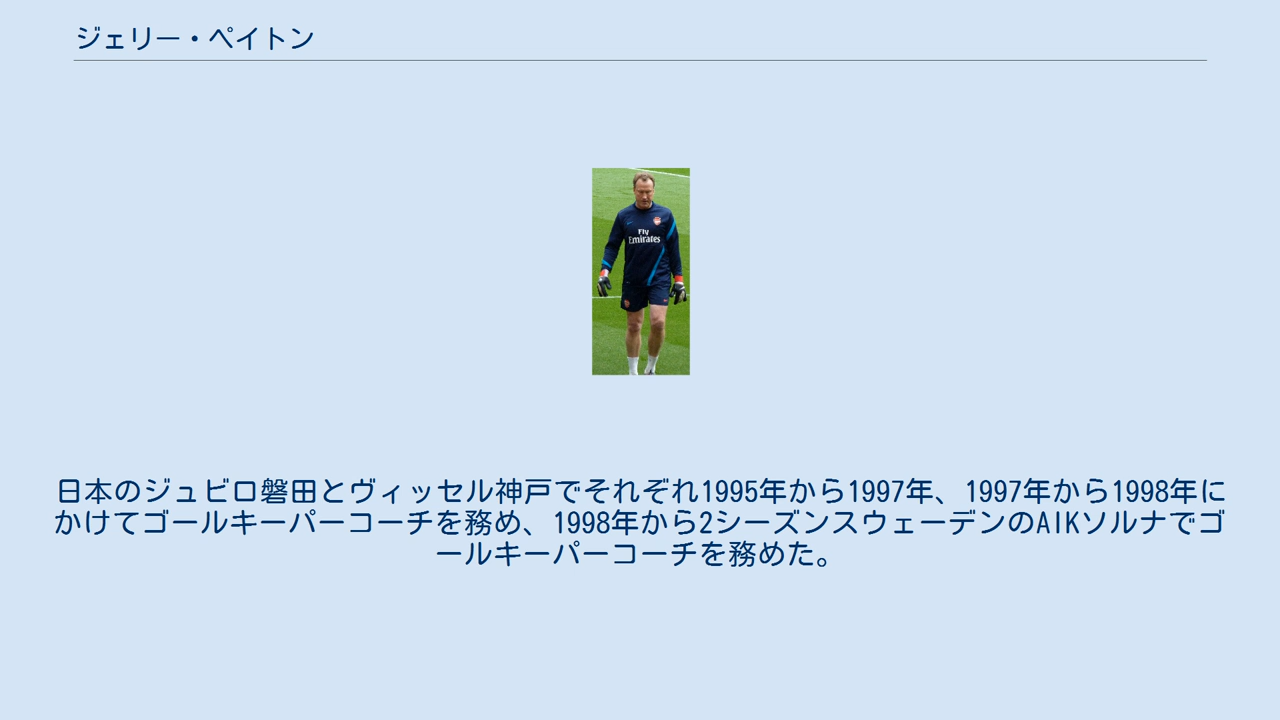 ジェリー・ペイトン
Fly
Emirates
日本のジュビロ磐田とヴィッセル神戸でそれぞれ1995年から1997年、1997年から1998年に
かけてゴールキーパーコーチを務め、1998年から2シーズンスウェーデンのAIKソルナでゴ
ールキーパーコーチを務めた。